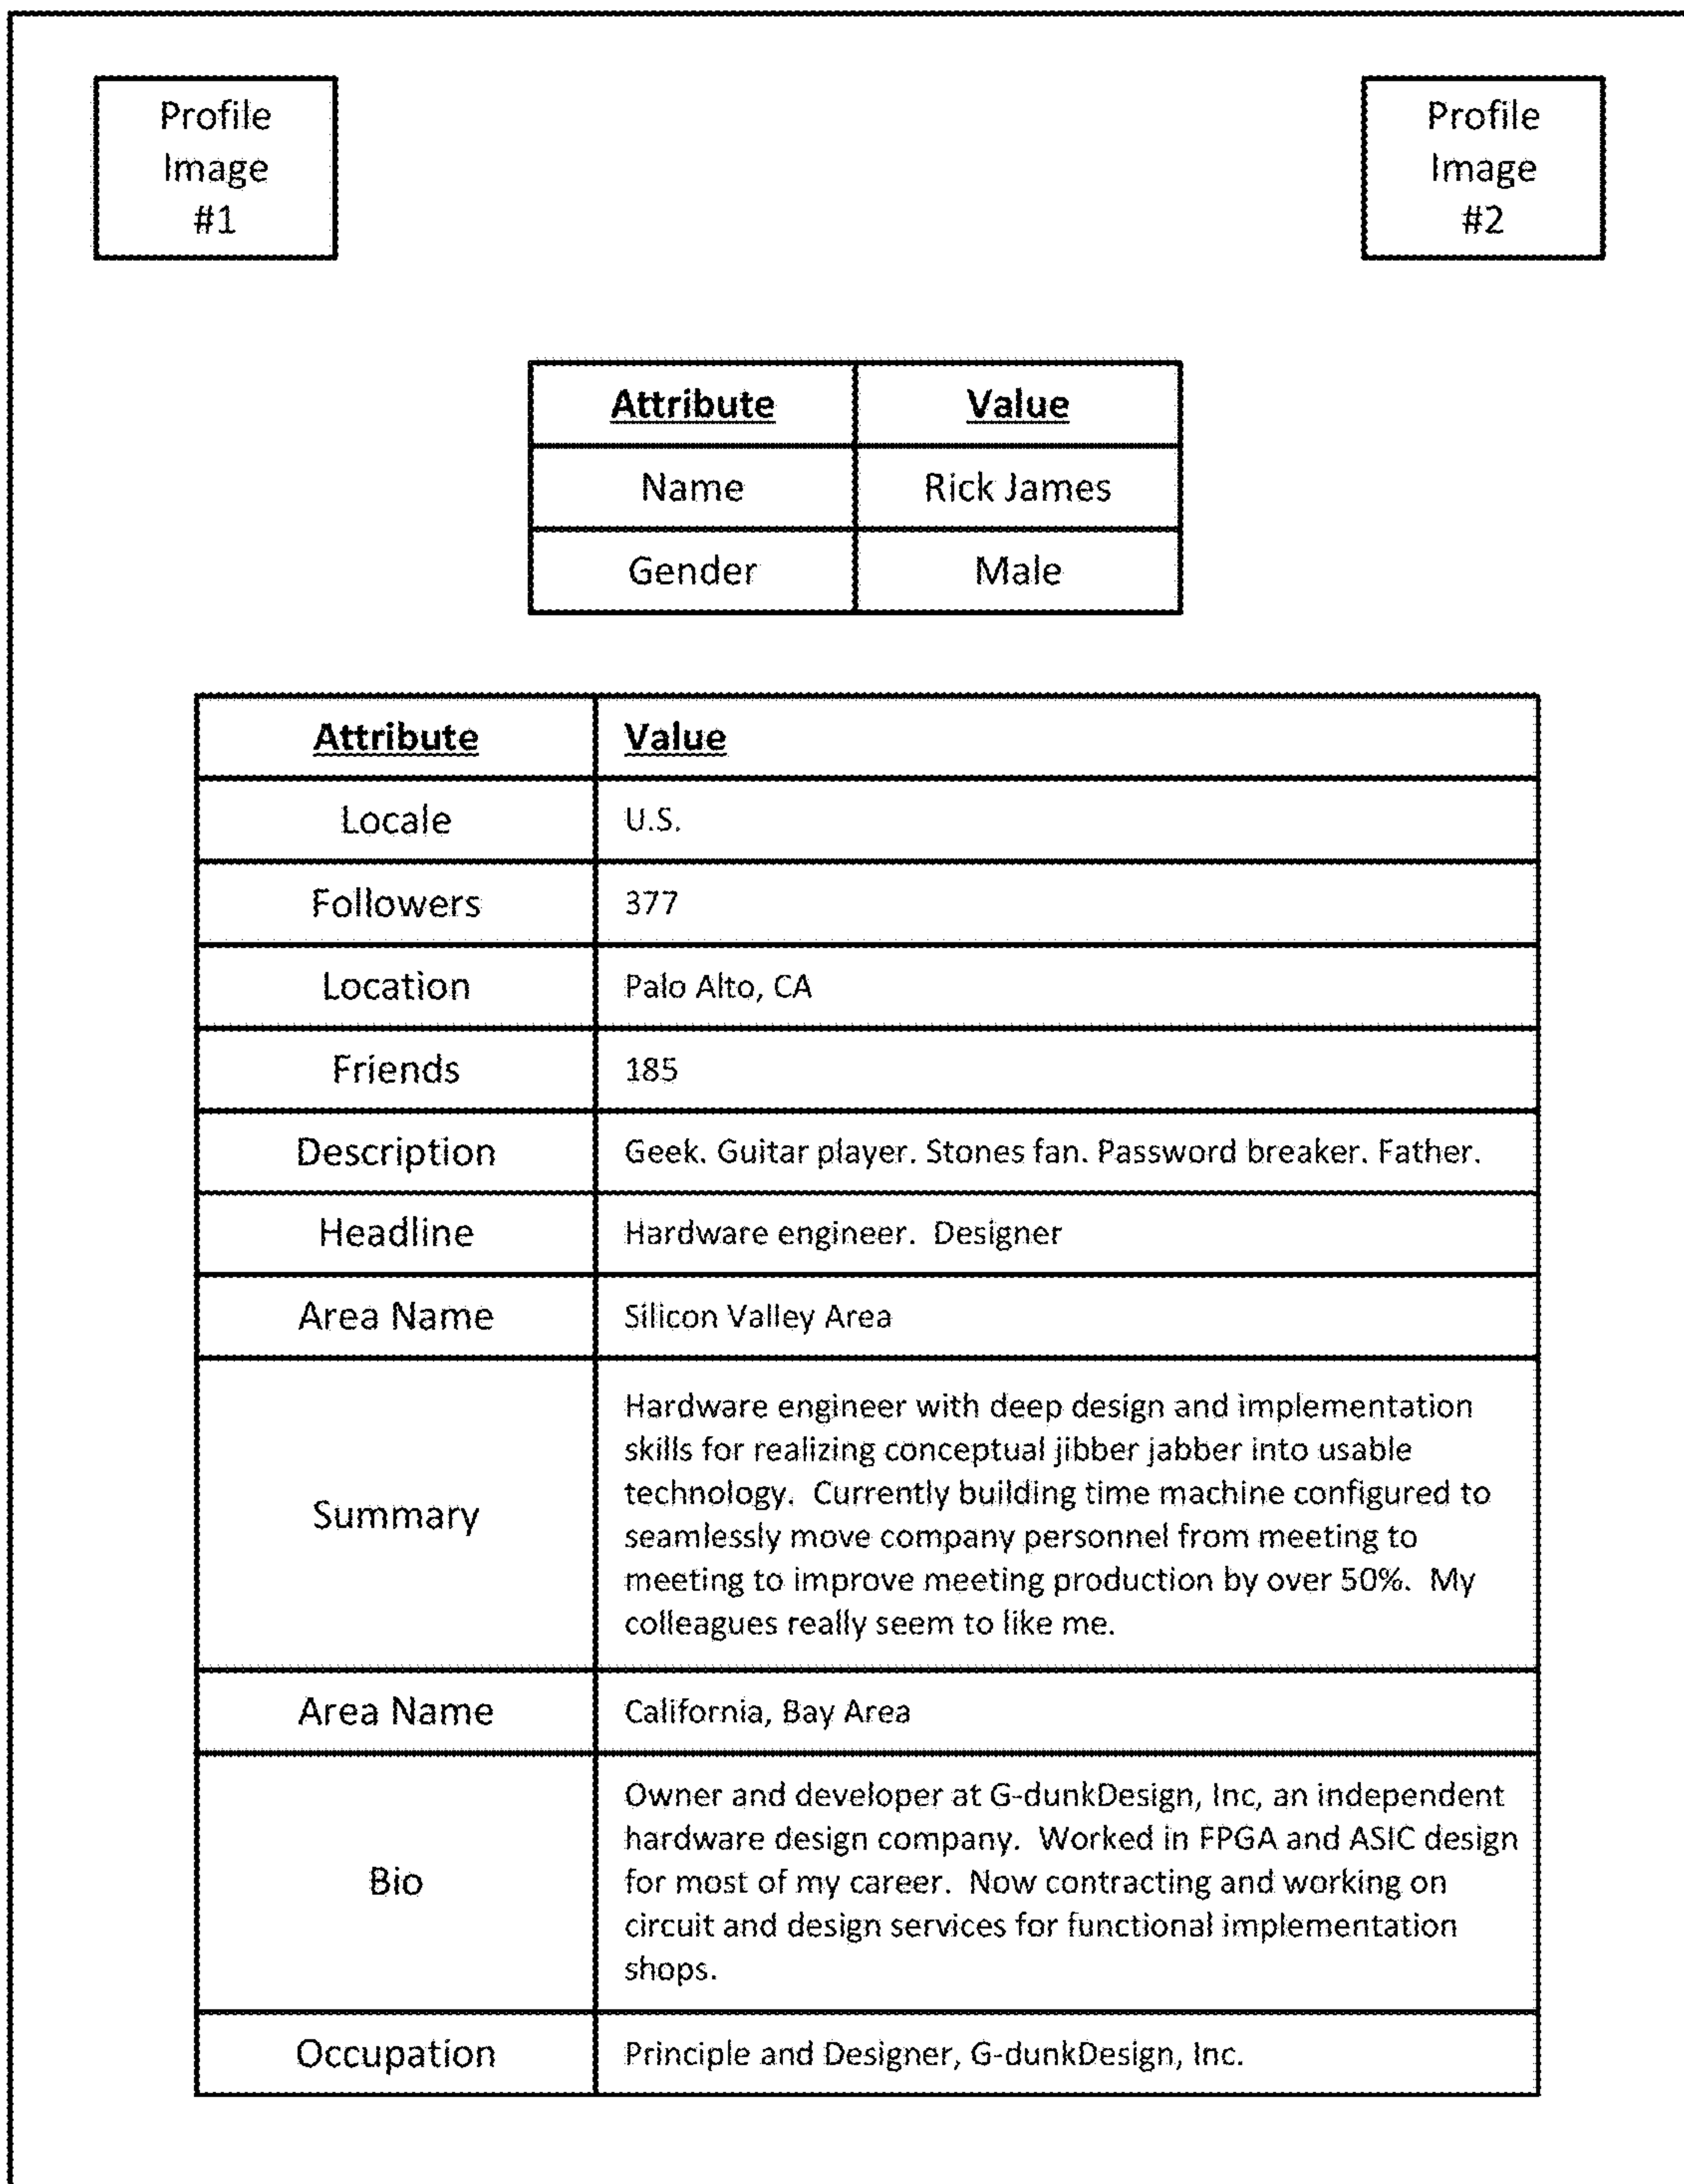 Profile
Image
#1
Profile
Image
#2
Attribute Value
Name Rick James
Gender Male
Attribute Value
Locale U.S.
Followers 377
Location Palo Alto, CA
Friends 185
Description Geek. Guitar player. Stones fan. Password breaker. Father.
Headline Hardware engineer.  Designer
Area Name Silicon Valley Area
Summary
Hardware engineer with deep design and implementation
skills for realizing conceptual jibber jabber into usable
technology.  Currently building time machine configured to
seamlessly move company personnel from meeting to
meeting to improve meeting production by over 50%.  My
colleagues really seem to like me.
Area Name California, Bay Area
Bio
Owner and developer at G-dunkDesign, Inc, an independent
hardware design company.  Worked in FPGA and ASIC design
for most of my career.  Now contracting and working on
circuit and design services for functional implementation
shops.
Occupation Principle and Designer, G-dunkDesign, Inc.